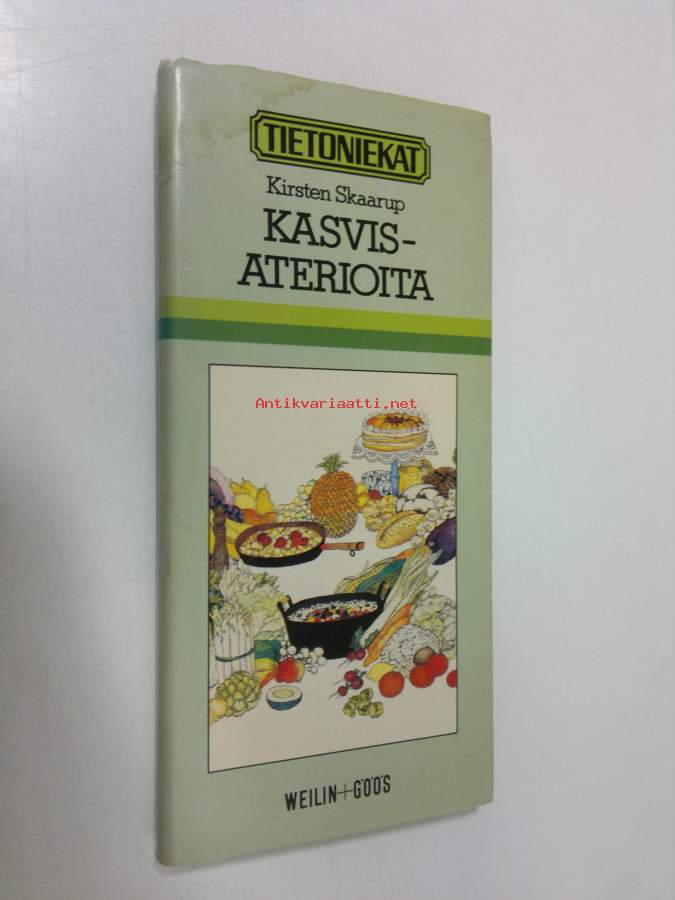 TIETONIEKAT
Kirsten Skaarup
KASVIS-
ATERIOITA
Antikvariaatti.net
WEILIN+GÖÖS